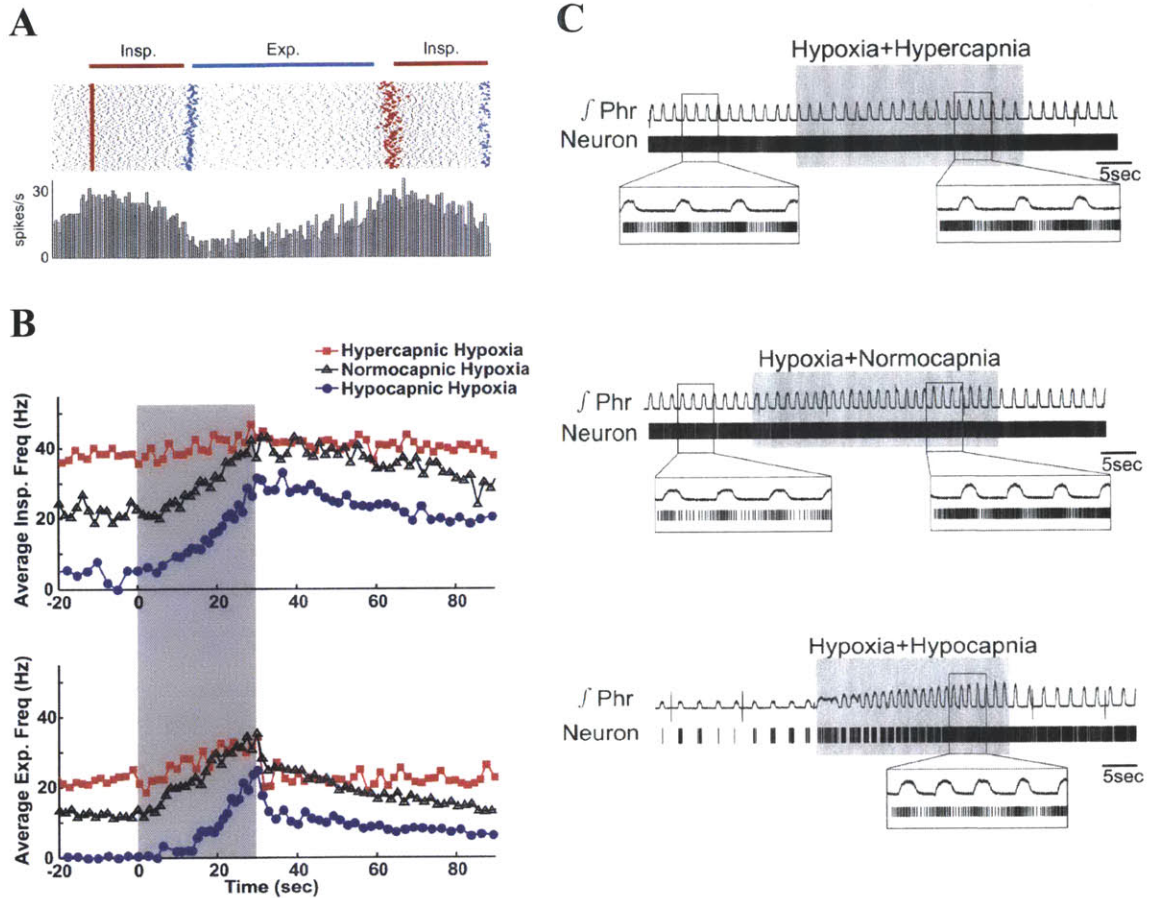 A
Insp.
Exp.
Insp.
spikes/s
30
0
B
Hypercapnic Hypoxia
Normocapnic Hypoxia
Hypocapnic Hypoxia
Average Insp. Freq (Hz)
40
20
0
-20 0 20 40 60 80
Average Exp. Freq (Hz)
40
20
0
-20 0 20 40 60 80
Time (sec)
C
Hypoxia+Hypercapnia
∫ Phr
Neuron
5sec
Hypoxia+Normocapnia
∫ Phr
Neuron
5sec
Hypoxia+Hypocapnia
∫ Phr
Neuron
5sec